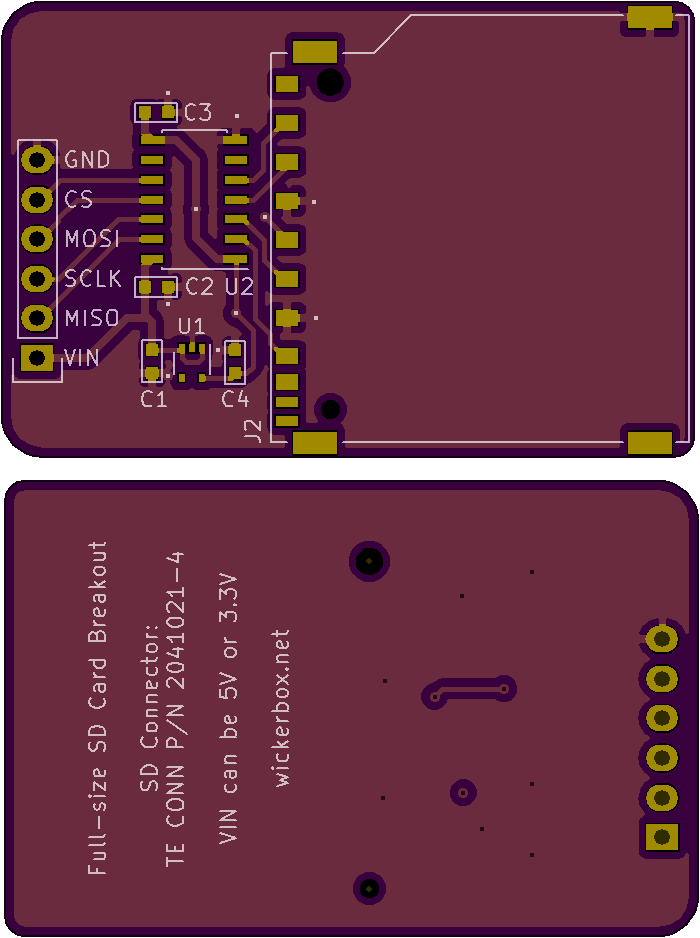 C3
GND
CS
MOSI
SCLK
C2 U2
MISO
U1
VIN
C1
C4
J2
Full-size SD Card Breakout
SD Connector:
TE CONN P/N 2041021-4
VIN can be 5V or 3.3V
wickerbox.net